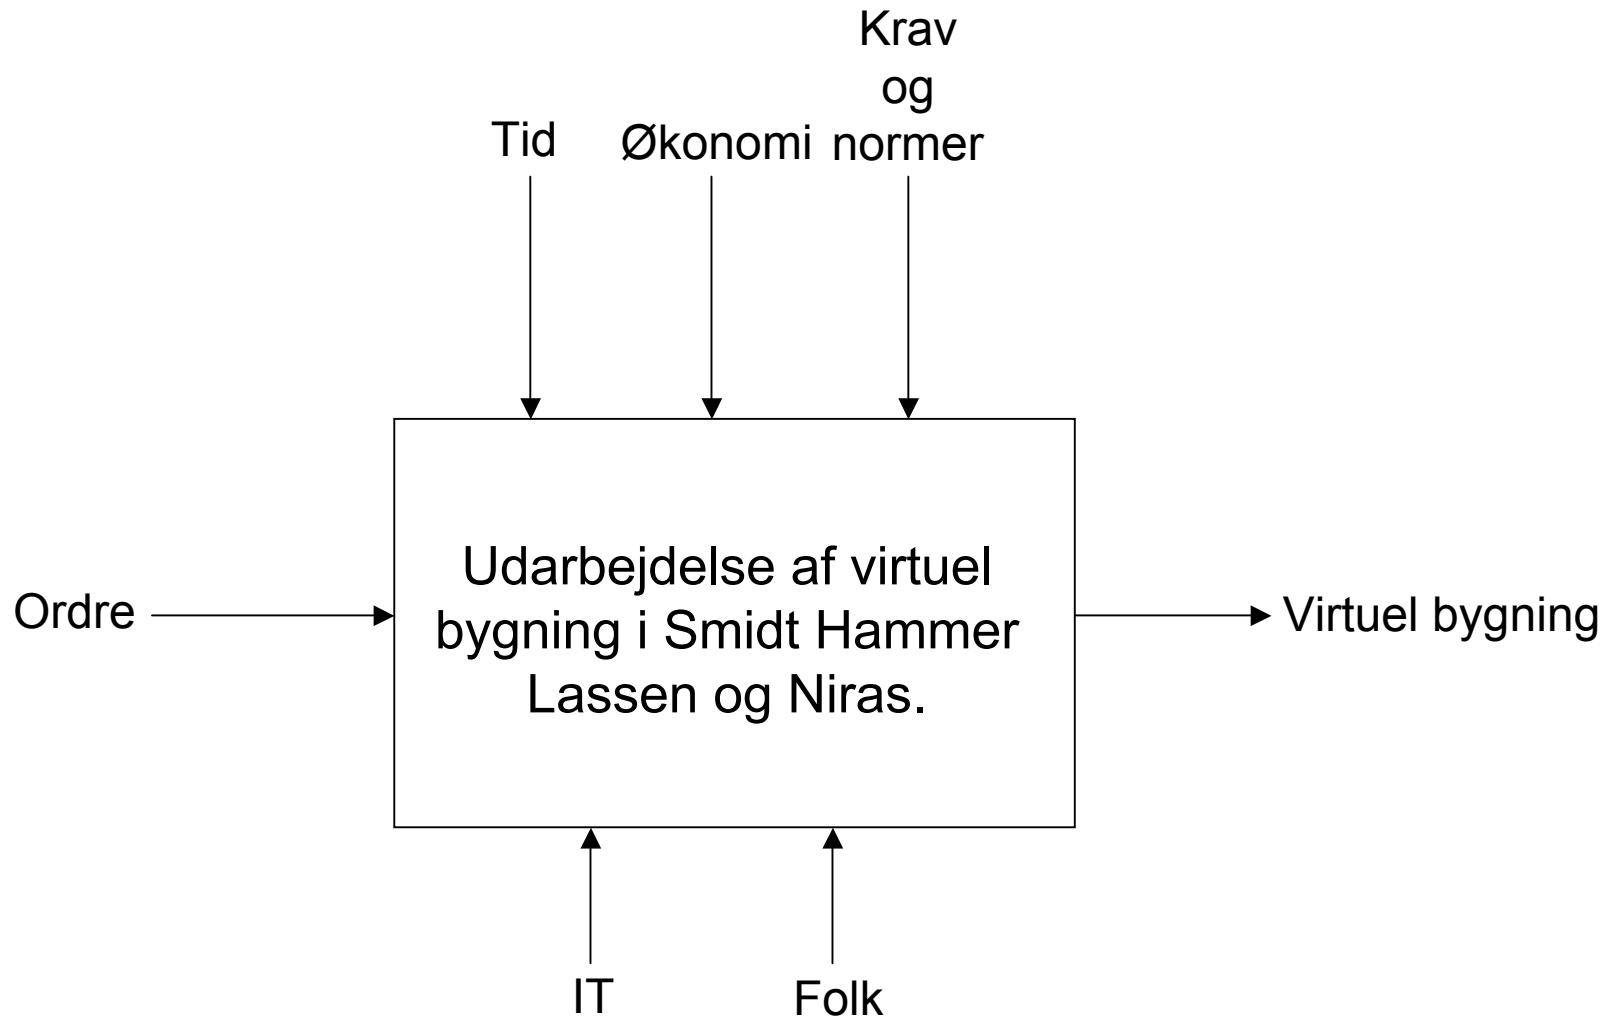 Krav
og
Tid Økonomi normer
Udarbejdelse af virtuel
bygning i Smidt Hammer
Lassen og Niras.
Ordre
Virtuel bygning
IT
Folk